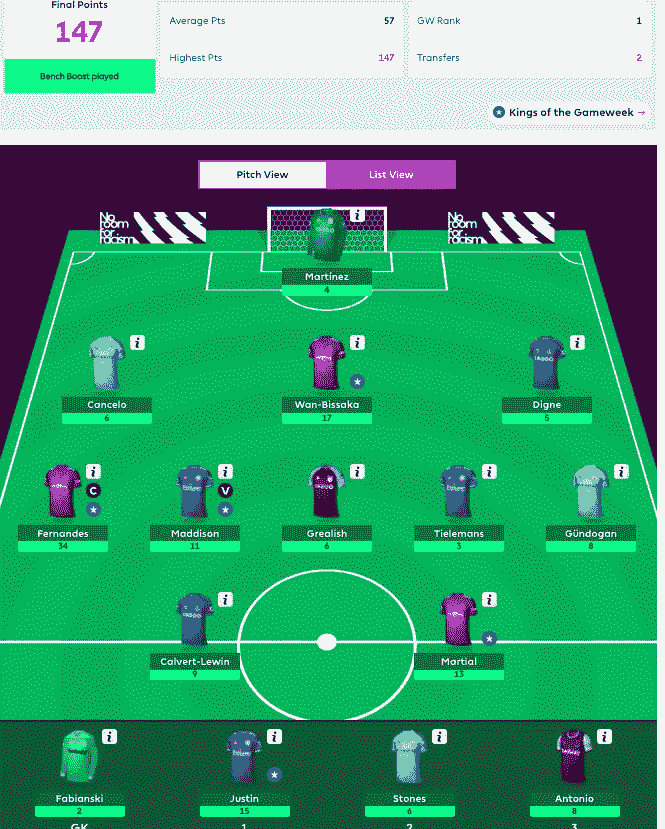 Final Points
147
Bench Boost played
Average Pts 57
Highest Pts 147
GW Rank 1
Transfers 2
Kings of the Gameweek →
Pitch View
List View
No room for racism
No room for racism
Martínez
4
Cancelo
6
Wan-Bissaka
17
Digne
5
Fernandes
34
C
Maddison
11
V
Grealish
6
Tielemans
3
Gündogan
8
Calvert-Lewin
9
Martial
13
Fabianski
2
Justin
15
Stones
6
Antonio
8
GK 1 2 3